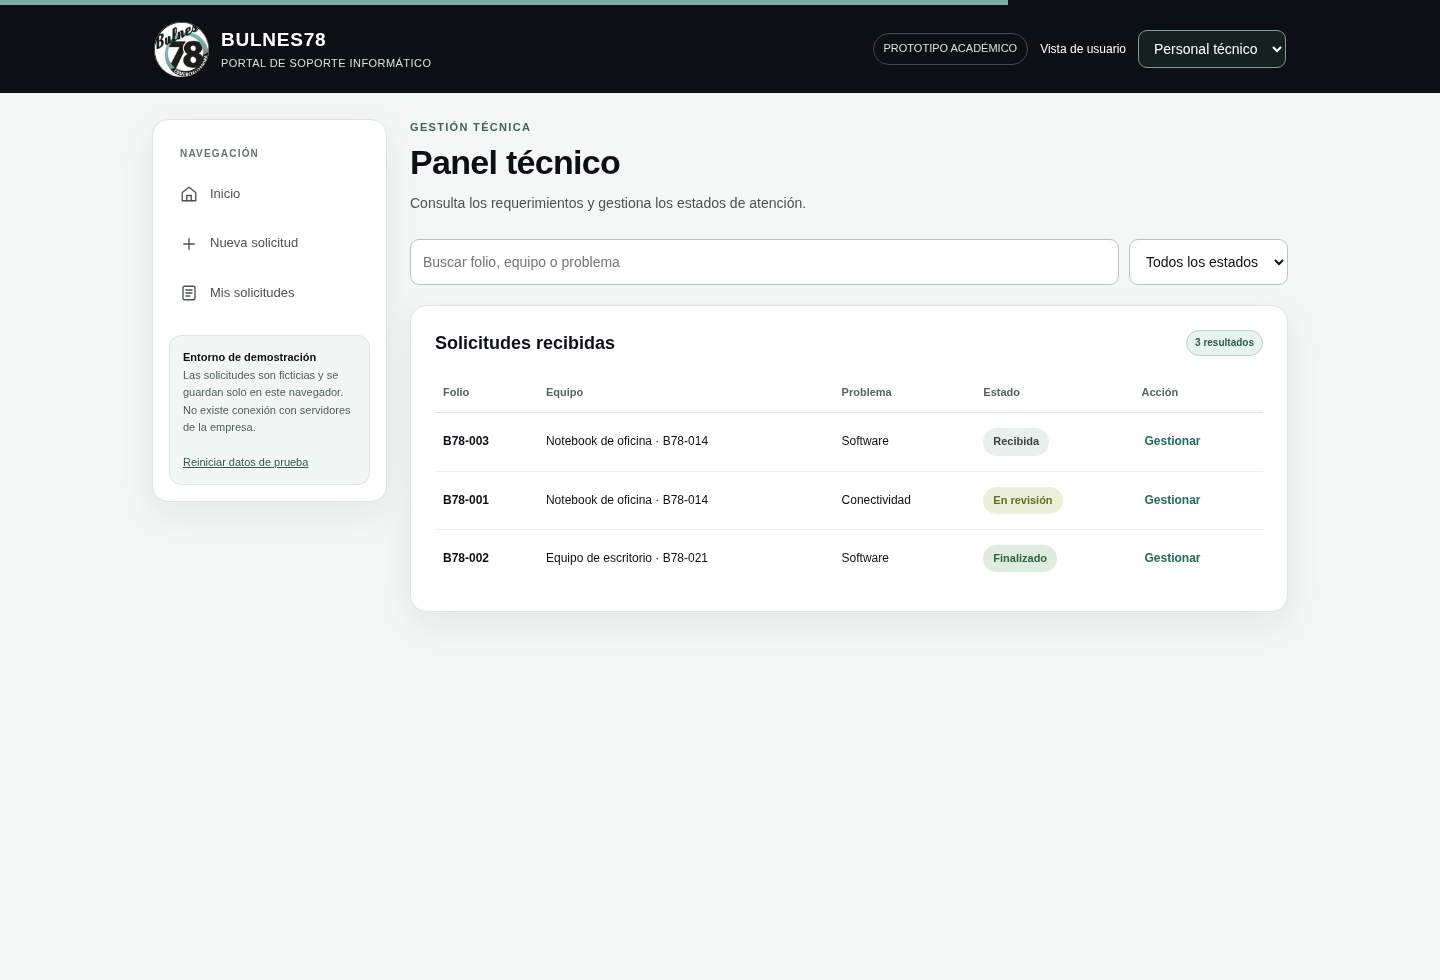 Bulnes
78
BULNES78
PORTAL DE SOPORTE INFORMÁTICO
PROTOTIPO ACADÉMICO
Vista de usuario
Personal técnico
NAVEGACIÓN
Inicio
Nueva solicitud
Mis solicitudes
Entorno de demostración
Las solicitudes son ficticias y se
guardan solo en este navegador.
No existe conexión con servidores
de la empresa.
Reiniciar datos de prueba
GESTIÓN TÉCNICA
Panel técnico
Consulta los requerimientos y gestiona los estados de atención.
Buscar folio, equipo o problema
Todos los estados
Solicitudes recibidas
3 resultados
Folio Equipo Problema Estado Acción
B78-003 Notebook de oficina · B78-014 Software Recibida Gestionar
B78-001 Notebook de oficina · B78-014 Conectividad En revisión Gestionar
B78-002 Equipo de escritorio · B78-021 Software Finalizado Gestionar